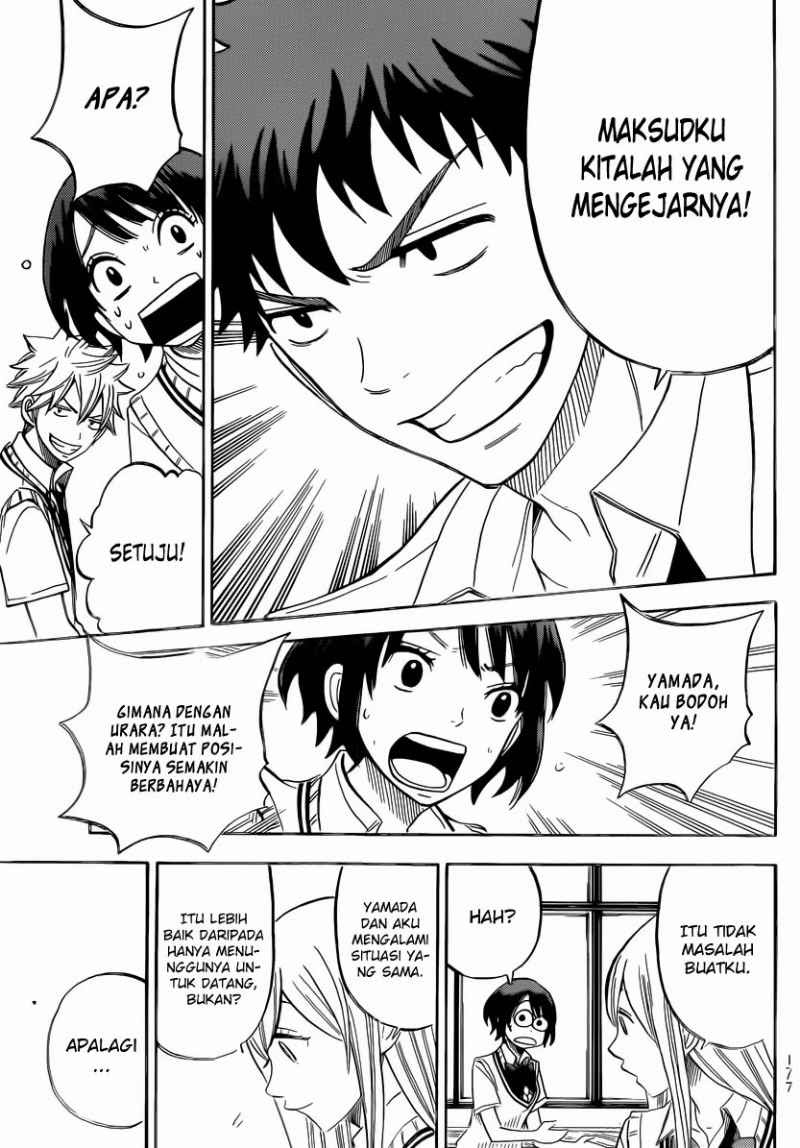 MAKSUDKU
KITALAH YANG
MENGEJARNYA!
APA?
SETUJU!
YAMADA,
KAU BODOH
YA!
GIMANA DENGAN
URARA? ITU MAL-
AH MEMBUAT POSI-
SINYA SEMAKIN
BERBAHAYA!
ITU TIDAK
MASALAH
BUATKU.
HAH?
YAMADA
DAN AKU
MENGALAMI
SITUASI YA-
NG SAMA.
ITU LEBIH
BAIK DARIPADA
HANYA MENU-
NGGUNYA UN-
TUK DATANG,
BUKAN?
APALAGI ...
177